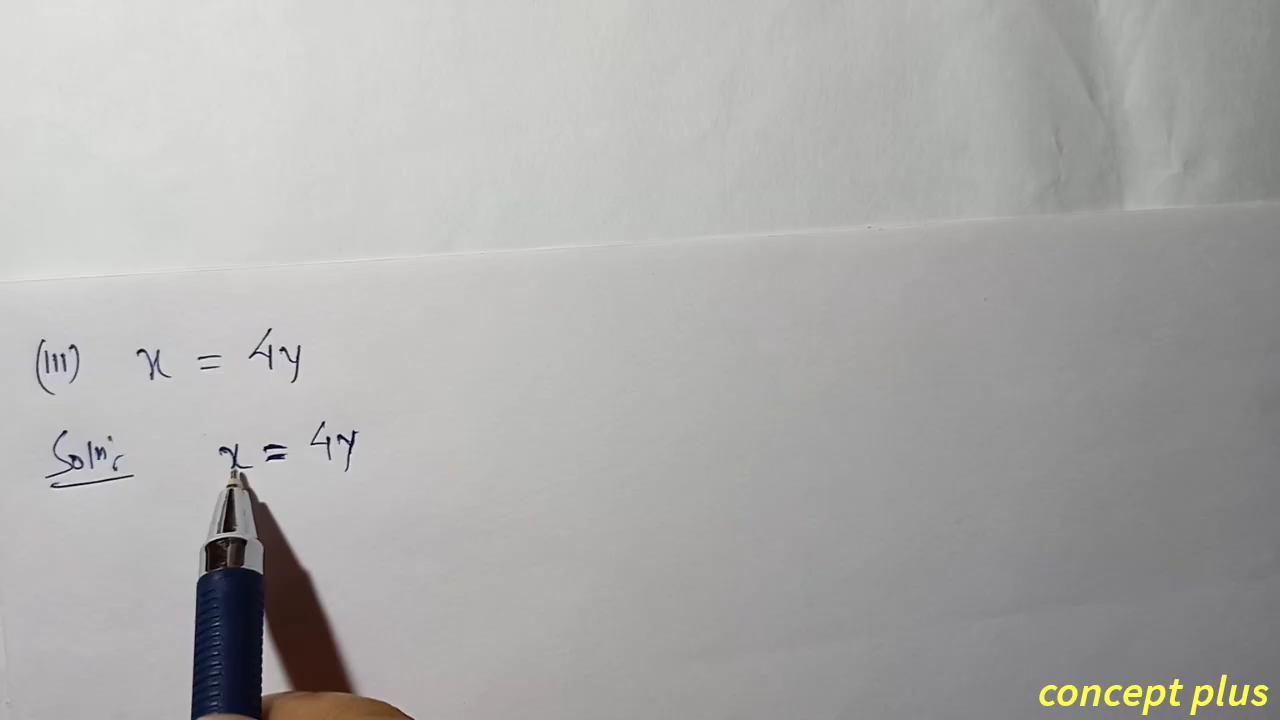 (III) x = 4y
Soln: x = 4y
concept plus